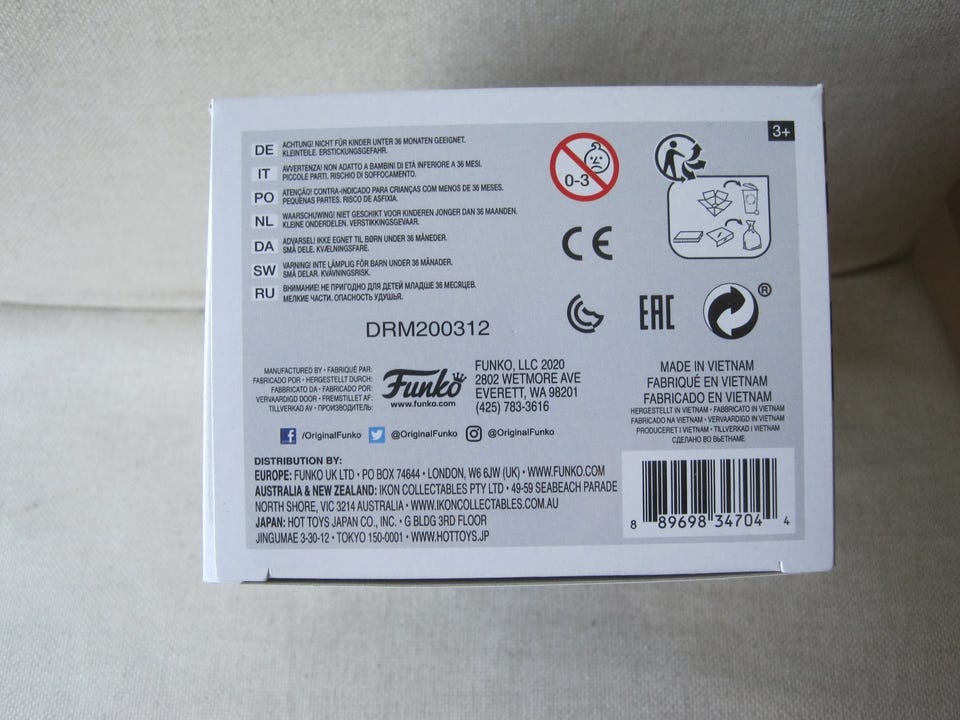 3+
DE ACHTUNG! NICHT FÜR KINDER UNTER 36 MONATEN GEEIGNET.
KLEINTEILE. ERSTICKUNGSGEFAHR.
IT AVVERTENZA! NON ADATTO A BAMBINI DI ETÀ INFERIORE A 36 MESI.
PICCOLE PARTI. RISCHIO DI SOFFOCAMENTO.
PO ATENÇÃO! CONTRA-INDICADO PARA CRIANÇAS COM MENOS DE 36 MESES.
PEQUENAS PARTES. RISCO DE ASFIXIA.
NL WAARSCHUWING! NIET GESCHIKT VOOR KINDEREN JONGER DAN 36 MAANDEN.
KLEINE ONDERDELEN. VERSTIKKINGSGEVAAR.
DA ADVARSEL! IKKE EGNET TIL BØRN UNDER 36 MÅNEDER.
SMÅ DELE. KVÆLNINGSFARE.
SW VARNING! INTE LÄMPLIG FÖR BARN UNDER 36 MÅNADER.
SMÅ DELAR. KVÄVNINGSRISK.
RU ВНИМАНИЕ! НЕ ПРИГОДНО ДЛЯ ДЕТЕЙ МЛАДШЕ 36 МЕСЯЦЕВ.
МЕЛКИЕ ЧАСТИ. ОПАСНОСТЬ УДУШЬЯ.
0-3
CE
EAC
®
DRM200312
MANUFACTURED BY • FABRIQUÉ PAR:
FABRICADO POR • HERGESTELLT DURCH:
FABBRICATO DA • FABRICADO POR:
VERVAARDIGD DOOR • FREMSTILLET AF:
TILLVERKAD AV • ПРОИЗВОДИТЕЛЬ:
Funko
www.funko.com
FUNKO, LLC 2020
2802 WETMORE AVE
EVERETT, WA 98201
(425) 783-3616
MADE IN VIETNAM
FABRIQUÉ EN VIETNAM
FABRICADO EN VIETNAM
HERGESTELLT IN VIETNAM • FABBRICATO IN VIETNAM
FABRICADO NA VIETNAM • VERVAARDIGD IN VIETNAM
PRODUCERET I VIETNAM • TILLVERKAD I VIETNAM
СДЕЛАНО ВО ВЬЕТНАМЕ
f /OriginalFunko @OriginalFunko @OriginalFunko
DISTRIBUTION BY:
EUROPE: FUNKO UK LTD • PO BOX 74644 • LONDON, W6 6JW (UK) • WWW.FUNKO.COM
AUSTRALIA & NEW ZEALAND: IKON COLLECTABLES PTY LTD • 49-59 SEABEACH PARADE
NORTH SHORE, VIC 3214 AUSTRALIA • WWW.IKONCOLLECTABLES.COM.AU
JAPAN: HOT TOYS JAPAN CO., INC. • G BLDG 3RD FLOOR
JINGUMAE 3-30-12 • TOKYO 150-0001 • WWW.HOTTOYS.JP
8 89698 34704 4